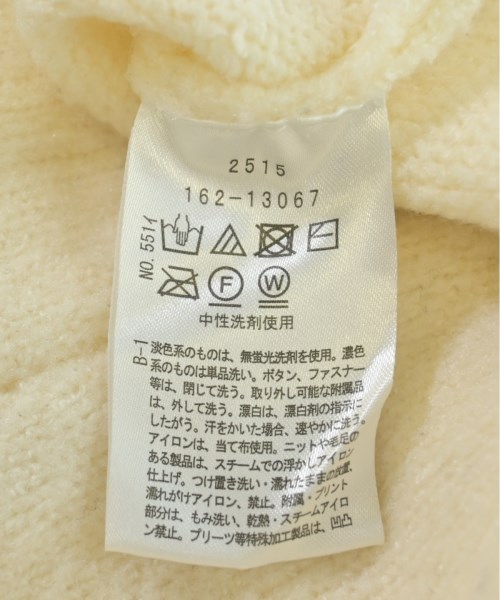 2515
162-13067
NO. 551イ
F W
中性洗剤使用
B-1
淡色系のものは、無蛍光洗剤を使用。濃色
系のものは単品洗い。ボタン、ファスナー
等は、閉じて洗う。取り外し可能な附属品
は、外して洗う。漂白は、漂白剤の指示に
したがう。汗をかいた場合、速やかに洗う。
アイロンは、当て布使用。ニットや毛足の
ある製品は、スチームでの浮かしアイロン
仕上げ。つけ置き洗い・濡れたままの放置、
濡れがけアイロン、禁止。附属・プリント
部分は、もみ洗い、乾熱・スチームアイロ
ン禁止。プリーツ等特殊加工製品は、凹凸